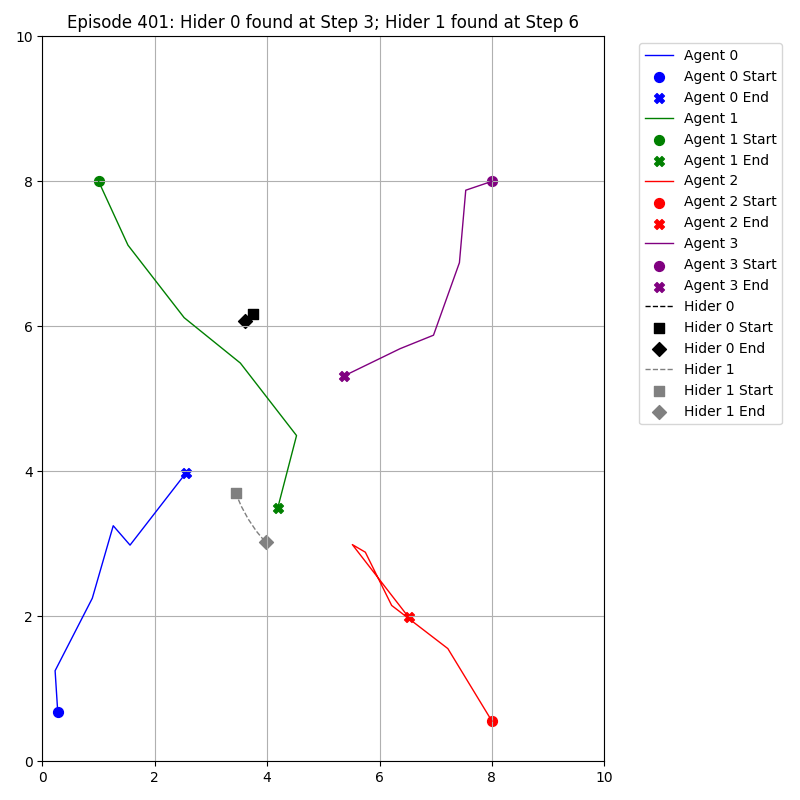 Episode 401: Hider 0 found at Step 3; Hider 1 found at Step 6
10
8
6
4
2
0
0 2 4 6 8 10
Agent 0
Agent 0 Start
Agent 0 End
Agent 1
Agent 1 Start
Agent 1 End
Agent 2
Agent 2 Start
Agent 2 End
Agent 3
Agent 3 Start
Agent 3 End
Hider 0
Hider 0 Start
Hider 0 End
Hider 1
Hider 1 Start
Hider 1 End